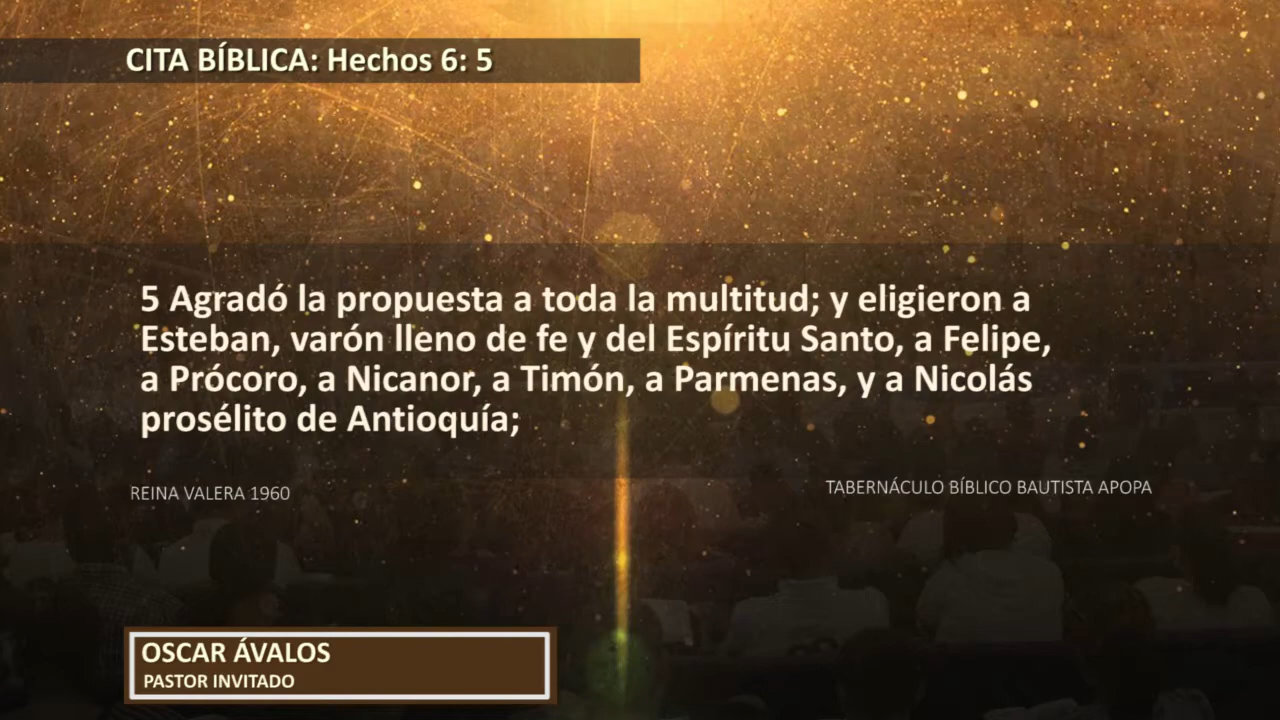 CITA BÍBLICA: Hechos 6: 5
5 Agradó la propuesta a toda la multitud; y eligieron a
Esteban, varón lleno de fe y del Espíritu Santo, a Felipe,
a Prócoro, a Nicanor, a Timón, a Parmenas, y a Nicolás
prosélito de Antioquía;
REINA VALERA 1960
TABERNÁCULO BÍBLICO BAUTISTA APOPA
OSCAR ÁVALOS
PASTOR INVITADO